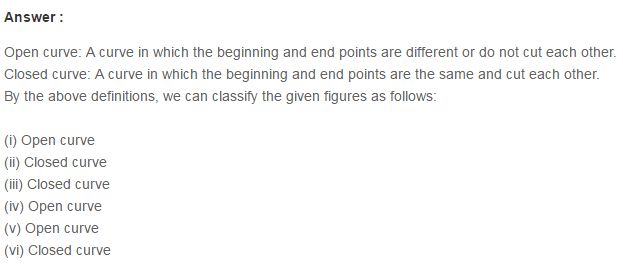 Answer :
Open curve: A curve in which the beginning and end points are different or do not cut each other.
Closed curve: A curve in which the beginning and end points are the same and cut each other.
By the above definitions, we can classify the given figures as follows:
(i) Open curve
(ii) Closed curve
(iii) Closed curve
(iv) Open curve
(v) Open curve
(vi) Closed curve